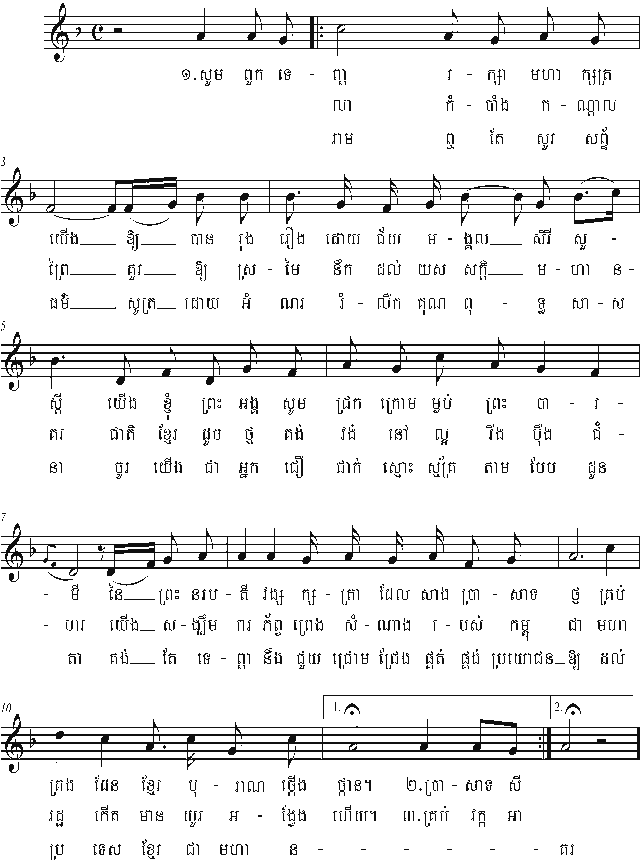 ១.សូម ពួក ទេ - ញ្ដា រ - ក្សា មហា ក្សត្រ
លា កំ - បាំង ក - ណ្ដាល
រាម ឮ តែ សូរ សព្ទ័
3
យើង ឱ្យ បាន រុង រឿង ដោយ ជ័យ ម - ង្គល សិរី សួ -
ព្រៃ គួរ ឱ្យ ស្រ - មៃ នឹក ដល់ យស សក្ដិ ម - ហា ន -
ធម៌ សូត្រ ដោយ អំ ណរ រំ - លឹក គុណ ពុ - ទ្ធ សាស
5
ស្ដី យើង ខ្ញុំ ព្រះ អង្គ សូម ជ្រក ក្រោម ម្លប់ ព្រះ បា - រ -
គរ ជាតិ ខ្មែរ ដូច ថ្ម គង់ វង់ នៅ ល្អ រឹង ប៉ឹង ជំ -
នា ចូរ យើង ជា អ្នក ជឿ ជាក់ ស្មោះ ស្ម័គ្រ តាម បែប ដូន
7
- មី នៃ ព្រះ នរប - តី វង្ស ក្ស - ត្រា ដែល សាង ប្រា - សាទ ថ្ម គ្រប់
- ហរ យើង ស - ង្ឃឹម ពរ ភ័ព្វ ព្រេង សំ - ណាង រ - បស់ កម្ពុ ជា មហា
តា គង់ តែ ទេ - ញ្ដា នឹង ជួយ ជ្រោម ជ្រែង ផ្គត់ ផ្គង់ ប្រយោជន៍ ឱ្យ ដល់
10
1.
2.
គ្រង ដែន ខ្មែរ បុ - រាណ ថ្កើង ថ្កាន។ ២.ប្រា - សាទ សី
រដ្ឋ កើត មាន យូរ អ - ង្វែង ហើយ។ ៣.គ្រប់ វត្ត អា
ប្រ ទេស ខ្មែរ ជា មហា ន - - - - - - គរ